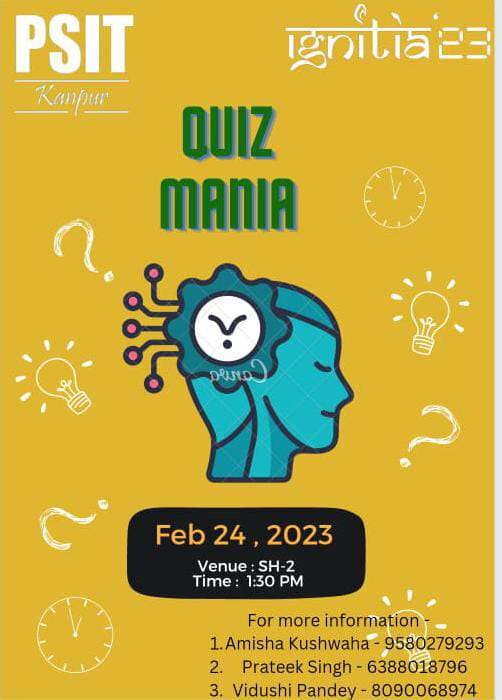 PSIT
Kanpur
ignitia'23
QUIZ
MANIA
Canva
Feb 24 , 2023
Venue : SH-2
Time : 1:30 PM
For more information -
1. Amisha Kushwaha - 9580279293
2. Prateek Singh - 6388018796
3. Vidushi Pandey - 8090068974